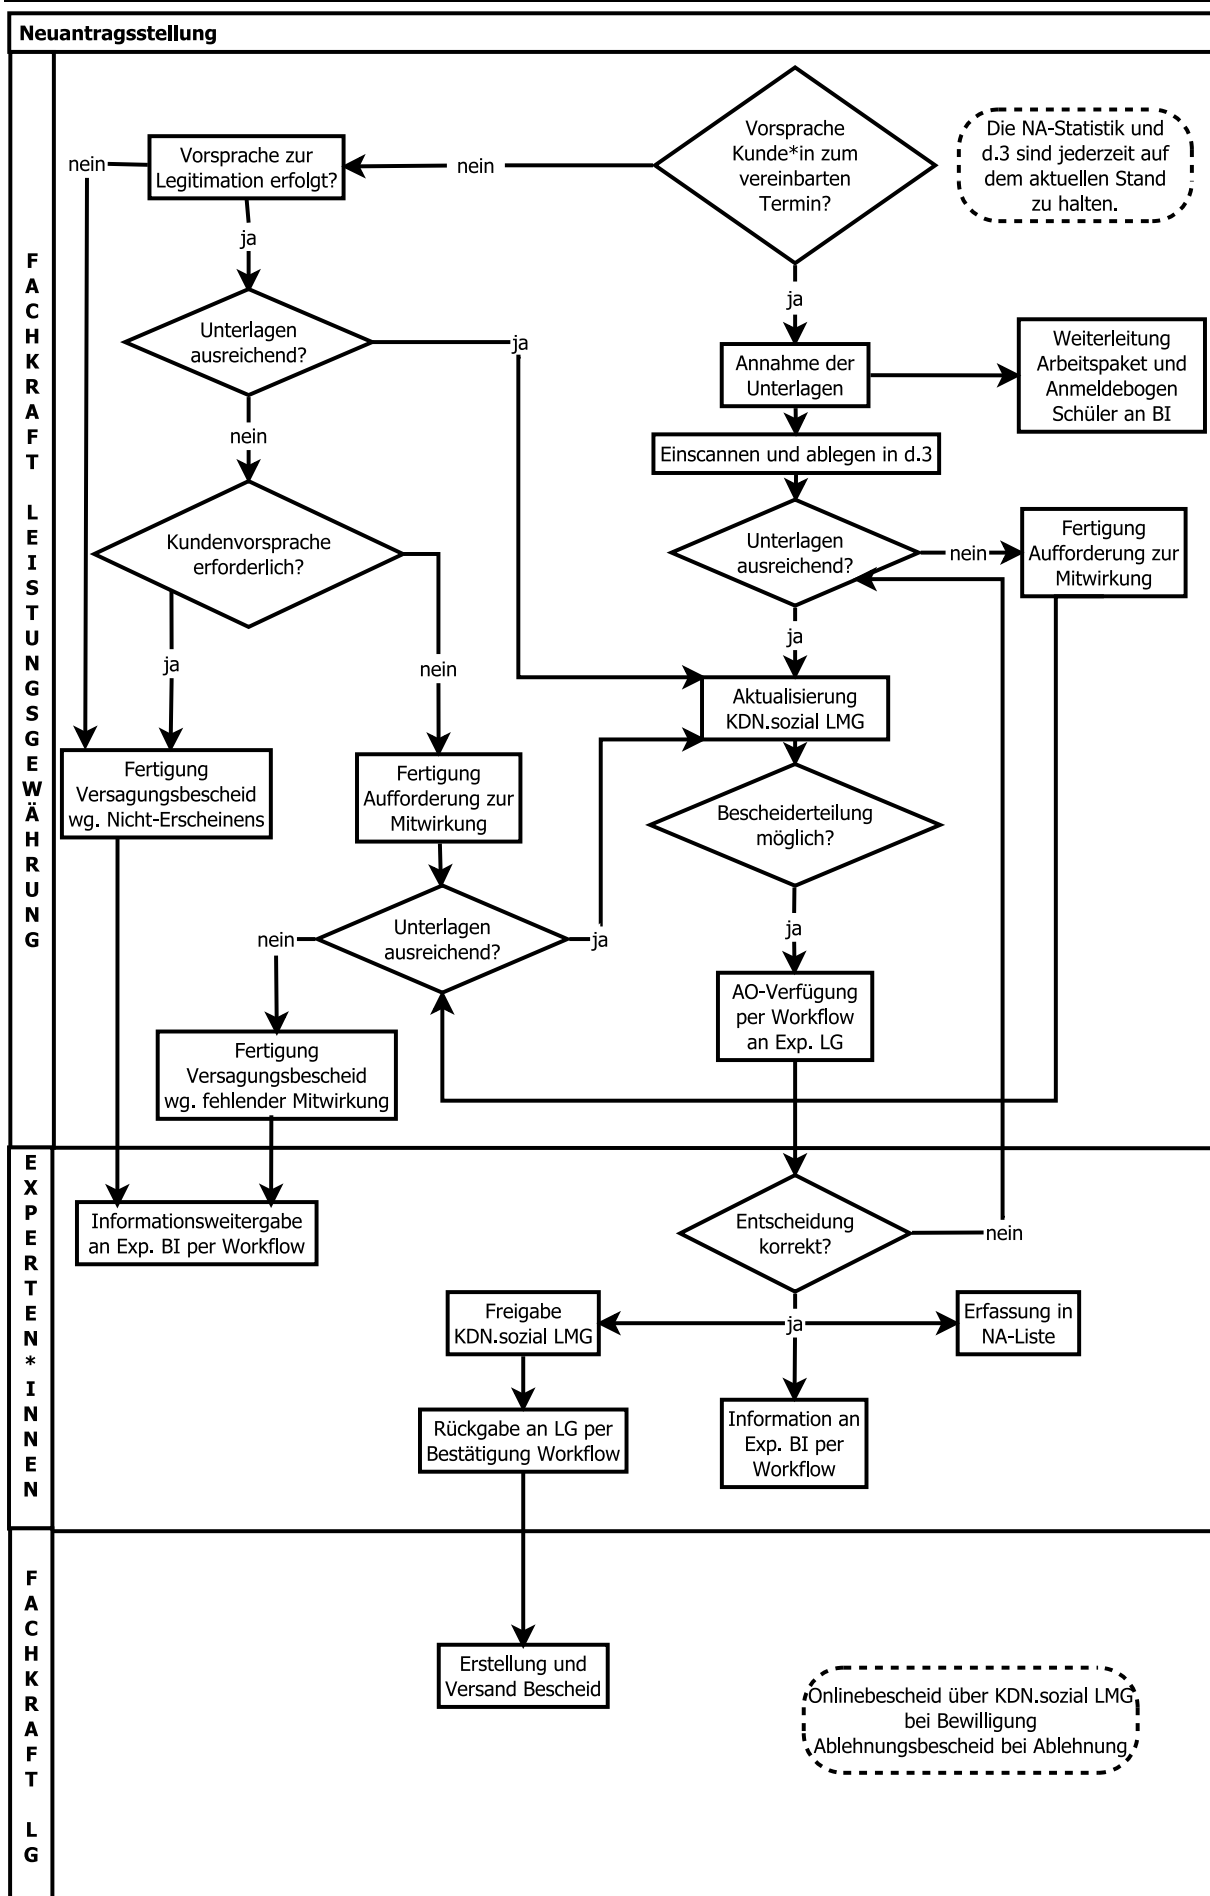 Neuantragsstellung
FACHKRAFT LEISTUNGSGEWÄHRUNG
Vorsprache
Kunde*in zum
vereinbarten
Termin?
Die NA-Statistik und
d.3 sind jederzeit auf
dem aktuellen Stand
zu halten.
nein
Vorsprache zur
Legitimation erfolgt?
nein
ja
ja
Unterlagen
ausreichend?
ja
Annahme der
Unterlagen
Weiterleitung
Arbeitspaket und
Anmeldebogen
Schüler an BI
nein
Einscannen und ablegen in d.3
Kundenvorsprache
erforderlich?
Unterlagen
ausreichend?
nein
Fertigung
Aufforderung zur
Mitwirkung
ja
nein
ja
Aktualisierung
KDN.sozial LMG
Fertigung
Versagungsbescheid
wg. Nicht-Erscheinens
Fertigung
Aufforderung zur
Mitwirkung
Bescheiderteilung
möglich?
nein
Unterlagen
ausreichend?
ja
ja
AO-Verfügung
per Workflow
an Exp. LG
Fertigung
Versagungsbescheid
wg. fehlender Mitwirkung
EXPERTEN*INNEN
Informationsweitergabe
an Exp. BI per Workflow
Entscheidung
korrekt?
nein
Freigabe
KDN.sozial LMG
ja
Erfassung in
NA-Liste
Rückgabe an LG per
Bestätigung Workflow
Information an
Exp. BI per
Workflow
FACHKRAFT LG
Erstellung und
Versand Bescheid
Onlinebescheid über KDN.sozial LMG
bei Bewilligung
Ablehnungsbescheid bei Ablehnung